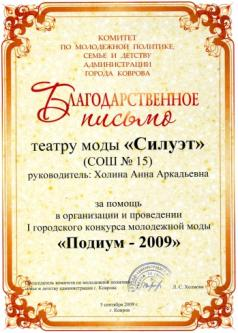 КОМИТЕТ
ПО МОЛОДЕЖНОЙ ПОЛИТИКЕ,
СЕМЬЕ И ДЕТСТВУ
АДМИНИСТРАЦИИ
ГОРОДА КОВРОВА
БЛАГОДАРСТВЕННОЕ
письмо
театру моды «Силуэт»
(СОШ № 15)
руководитель: Холина Анна Аркадьевна
за помощь
в организации и проведении
I городского конкурса молодежной моды
«Подиум - 2009»
Председатель комитета по молодежной политике,
семье и детству администрации г. Коврова
Л. С.
5 сентября 2009 г.
г. Ковров